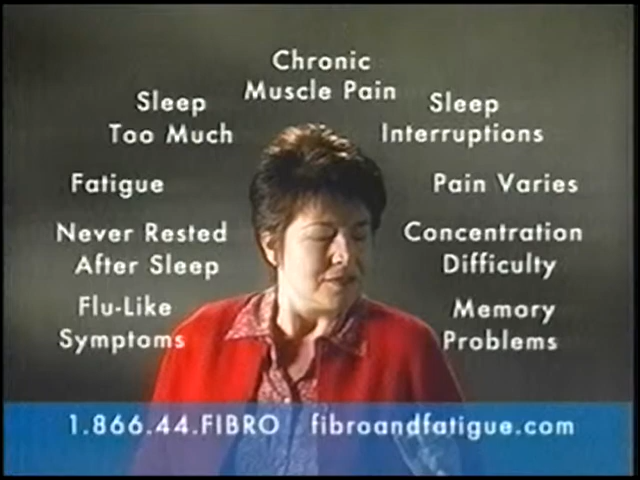 Chronic
Muscle Pain
Sleep
Too Much
Sleep
Interruptions
Fatigue
Pain Varies
Never Rested
After Sleep
Concentration
Difficulty
Flu-Like
Symptoms
Memory
Problems
1.866.44.FIBRO fibroandfatigue.com